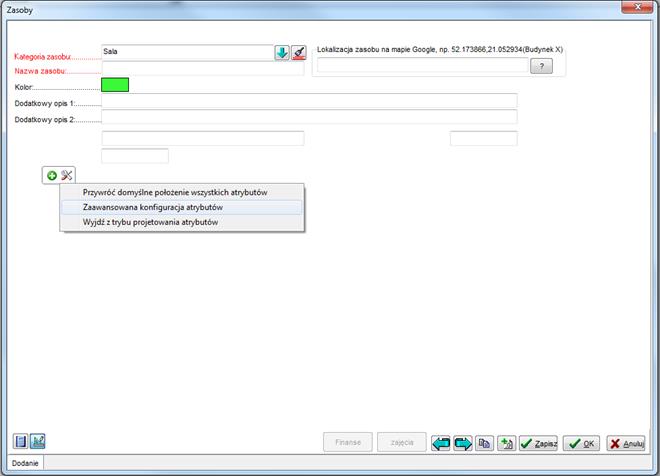 Zasoby
Kategoria zasobu:
Sala
Lokalizacja zasobu na mapie Google, np. 52.173866,21.052934(Budynek X)
Nazwa zasobu:
?
Kolor:
Dodatkowy opis 1:
Dodatkowy opis 2:
Przywróć domyślne położenie wszystkich atrybutów
Zaawansowana konfiguracja atrybutów
Wyjdź z trybu projetowania atrybutów
Finanse
zajęcia
Zapisz
OK
Anuluj
Dodanie